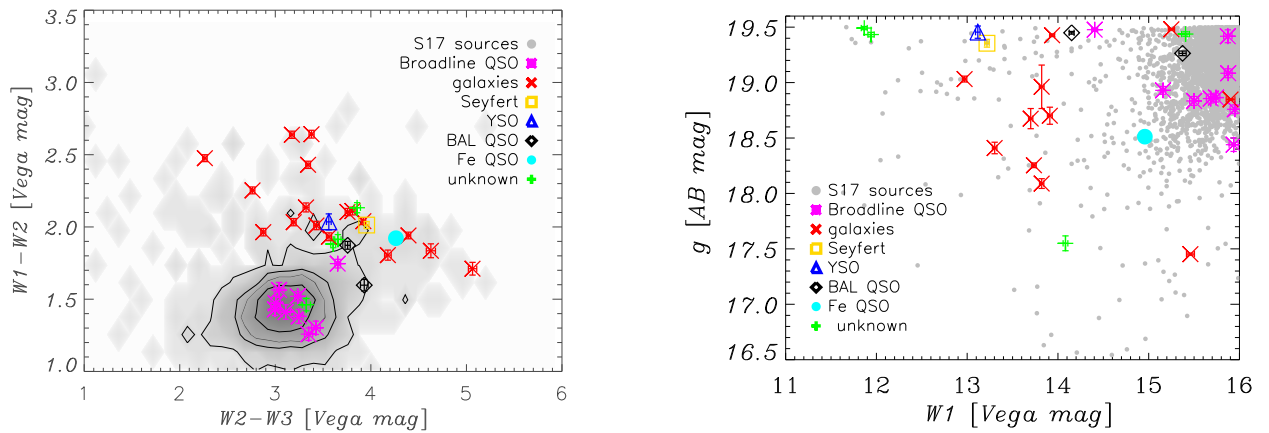 3.5
3.0
2.5
2.0
1.5
1.0
W1-W2 [Vega mag]
S17 sources
Broadline QSO
galaxies
Seyfert
YSO
BAL QSO
Fe QSO
unknown
1 2 3 4 5 6
W2-W3 [Vega mag]
19.5
19.0
18.5
18.0
17.5
17.0
16.5
g [AB mag]
S17 sources
Broadline QSO
galaxies
Seyfert
YSO
BAL QSO
Fe QSO
unknown
11 12 13 14 15 16
W1 [Vega mag]